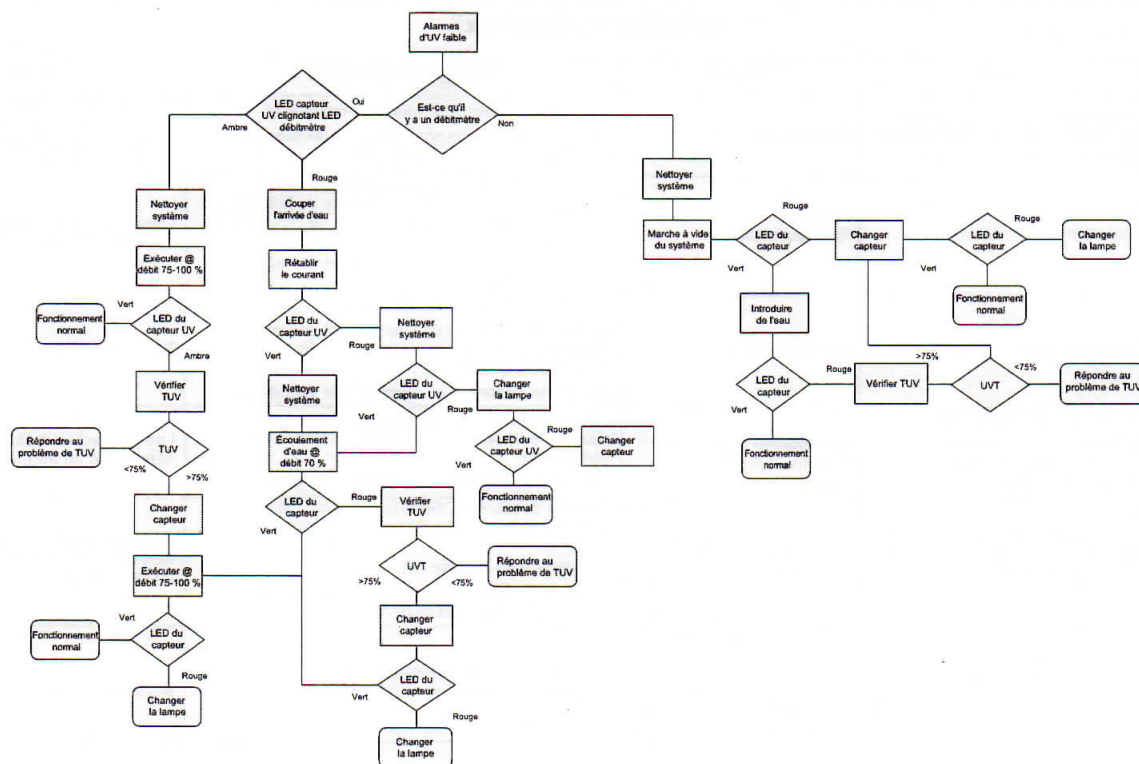 Alarmes
d'UV faible
Est-ce qu'il
y a un débitmètre
Oui
Non
LED capteur
UV clignotant LED
débitmètre
Ambre
Rouge
Nettoyer
système
Exécuter @
débit 75-100 %
Vert
Fonctionnement
normal
LED du
capteur UV
Ambre
Vérifier
TUV
Répondre au
problème de TUV
TUV
<75%
>75%
Changer
capteur
Exécuter @
débit 75-100 %
Vert
Fonctionnement
normal
LED du
capteur
Rouge
Changer
la lampe
Couper
l'arrivée d'eau
Rétablir
le courant
LED du
capteur UV
Vert
Rouge
Nettoyer
système
Nettoyer
système
LED du
capteur UV
Vert
Rouge
Changer
la lampe
LED du
capteur UV
Rouge
Changer
capteur
Vert
Fonctionnement
normal
Écoulement
d'eau @
débit 70 %
LED du
capteur
Vert
Rouge
Vérifier
TUV
UVT
>75%
<75%
Répondre au
problème de TUV
Changer
capteur
LED du
capteur
Vert
Rouge
Changer
la lampe
Nettoyer
système
Marche à vide
du système
LED du
capteur
Rouge
Vert
Changer
capteur
LED du
capteur
Rouge
Changer
la lampe
Vert
Fonctionnement
normal
Introduire
de l'eau
LED du
capteur
Rouge
Vérifier TUV
>75%
UVT
<75%
Répondre au
problème de TUV
Vert
Fonctionnement
normal